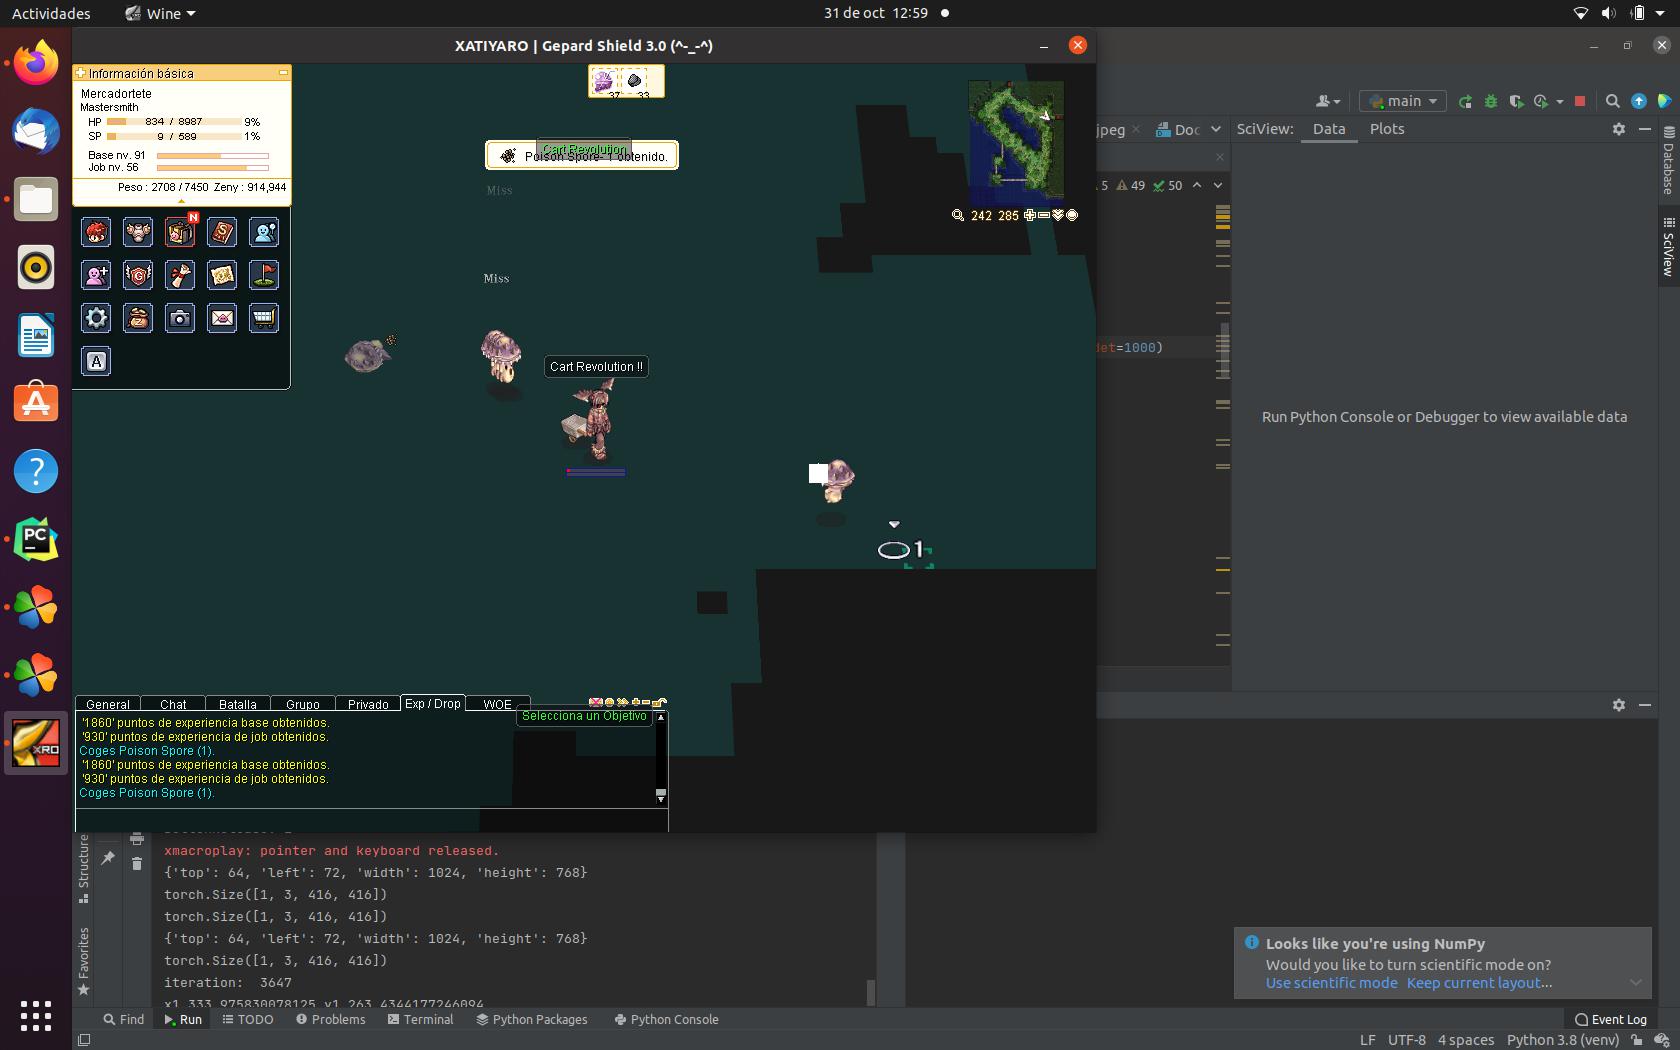 Actividades
Wine
31 de oct 12:59
XATIYARO | Gepard Shield 3.0 (^-_-^)
Información básica
Mercadortete
Mastersmith
HP 834 / 8987 9%
SP 9 / 589 1%
Base nv. 91
Job nv. 56
Peso : 2708 / 7450 Zeny : 914,944
N
S
G
A
37 33
Cart Revolution
Poison Spore- 1 obtenido.
Miss
Miss
Cart Revolution !!
242 285
1
main
jpeg
Doc
SciView: Data Plots
5 49 50
det=1000)
Run Python Console or Debugger to view available data
Database
SciView
General Chat Batalla Grupo Privado Exp / Drop WOE
Selecciona un Objetivo
'1860' puntos de experiencia base obtenidos.
'930' puntos de experiencia de job obtenidos.
Coges Poison Spore (1).
'1860' puntos de experiencia base obtenidos.
'930' puntos de experiencia de job obtenidos.
Coges Poison Spore (1).
PC
XRO
Structure
Favorites
xmacroplay: pointer and keyboard released.
{'top': 64, 'left': 72, 'width': 1024, 'height': 768}
torch.Size([1, 3, 416, 416])
torch.Size([1, 3, 416, 416])
{'top': 64, 'left': 72, 'width': 1024, 'height': 768}
torch.Size([1, 3, 416, 416])
iteration: 3647
x1 333.975830078125 y1 263.4344177246094
Looks like you're using NumPy
Would you like to turn scientific mode on?
Use scientific mode Keep current layout...
Find Run TODO Problems Terminal Python Packages Python Console
Event Log
LF UTF-8 4 spaces Python 3.8 (venv)